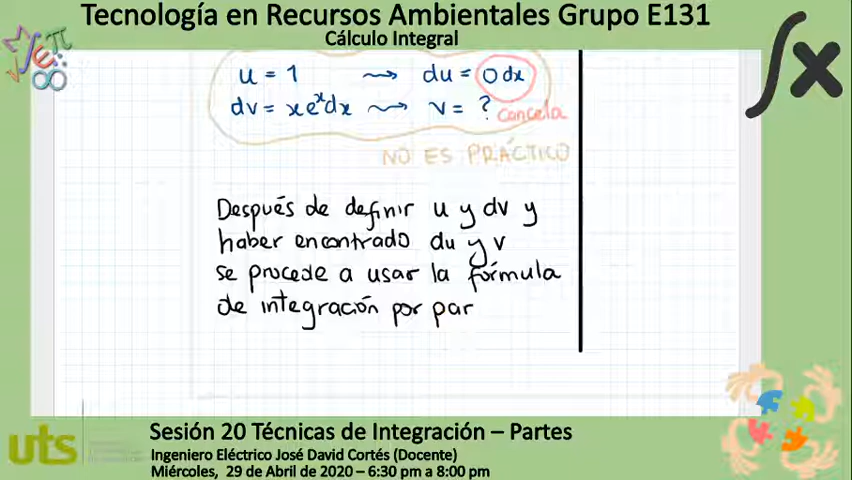 Tecnología en Recursos Ambientales Grupo E131
Cálculo Integral
u = 1 ⇝ du = 0 dx
dv = xe^x dx ⇝ v = ?
Cancela
NO ES PRÁCTICO
Después de definir u y dv y
haber encontrado du y v
se procede a usar la fórmula
de integración por par
uts
Sesión 20 Técnicas de Integración – Partes
Ingeniero Eléctrico José David Cortés (Docente)
Miércoles, 29 de Abril de 2020 – 6:30 pm a 8:00 pm